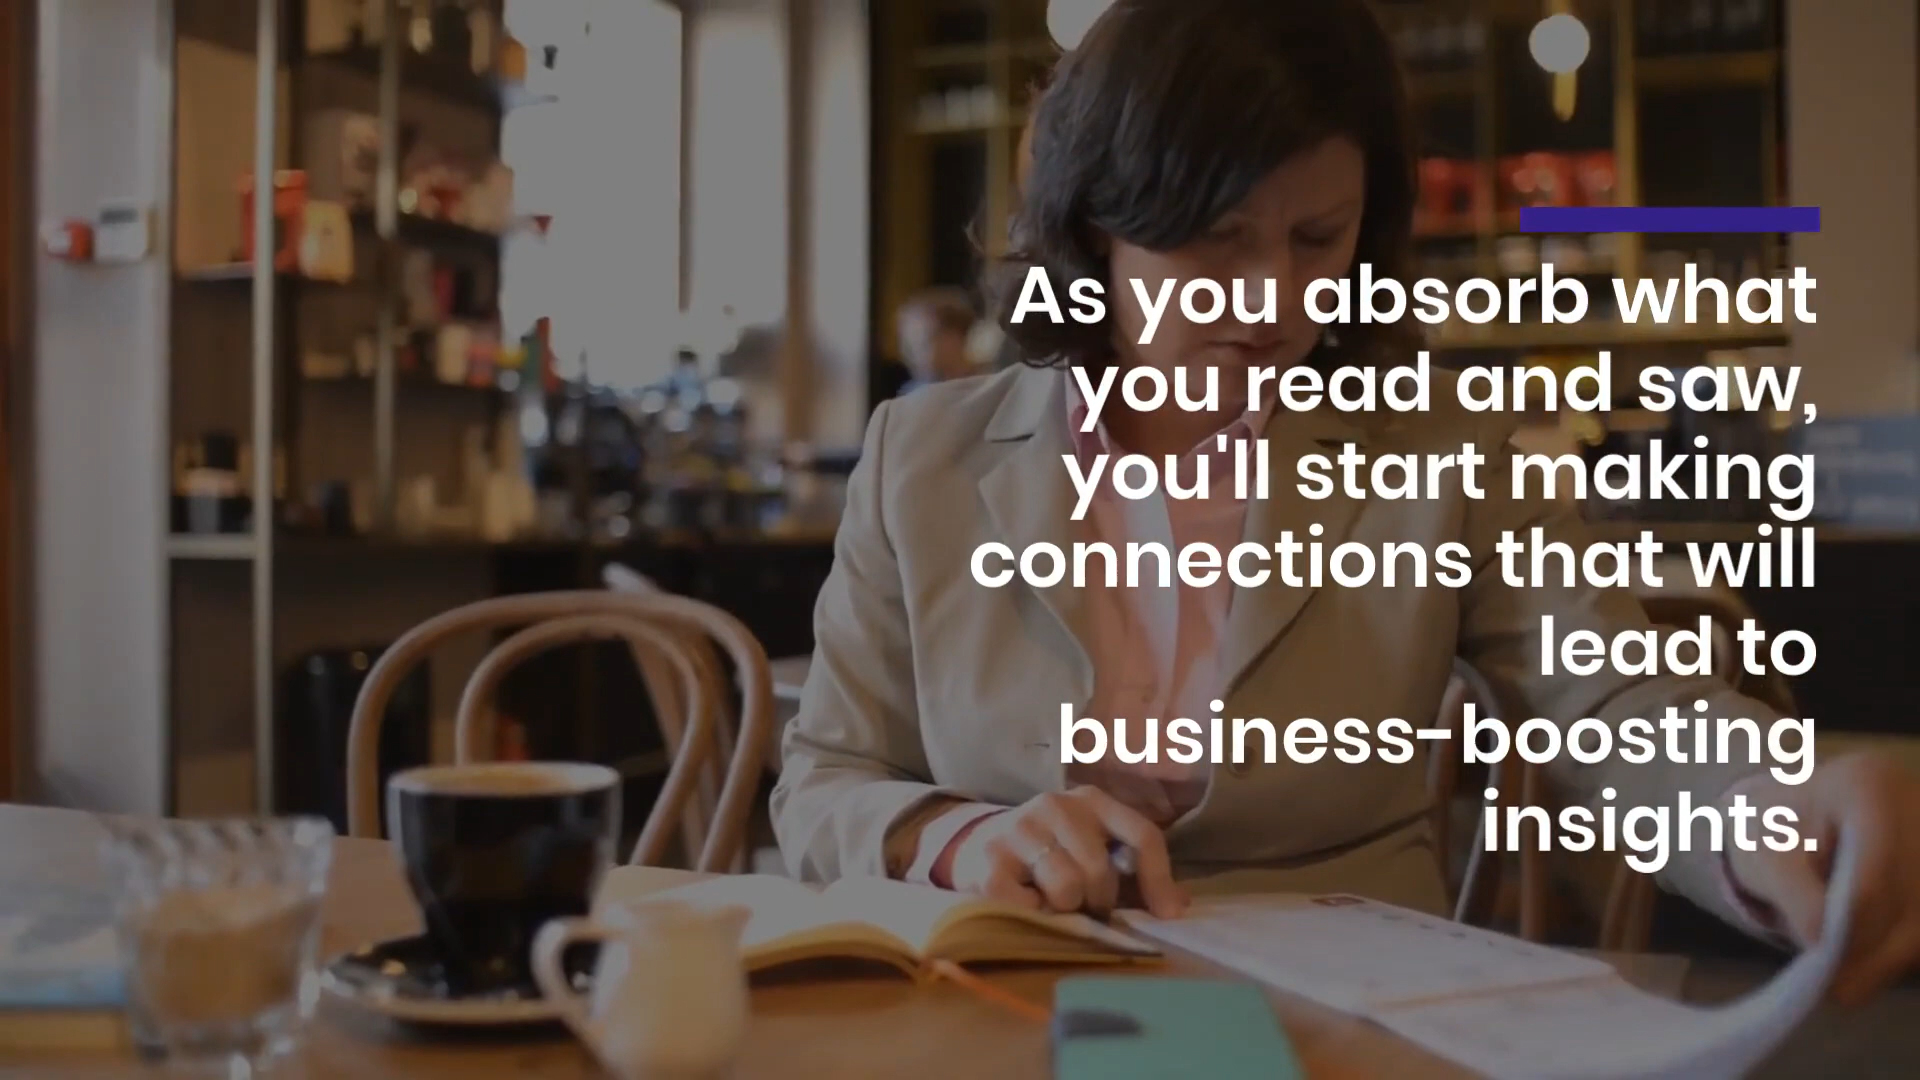 As you absorb what
you read and saw,
you'll start making
connections that will
lead to
business-boosting
insights.